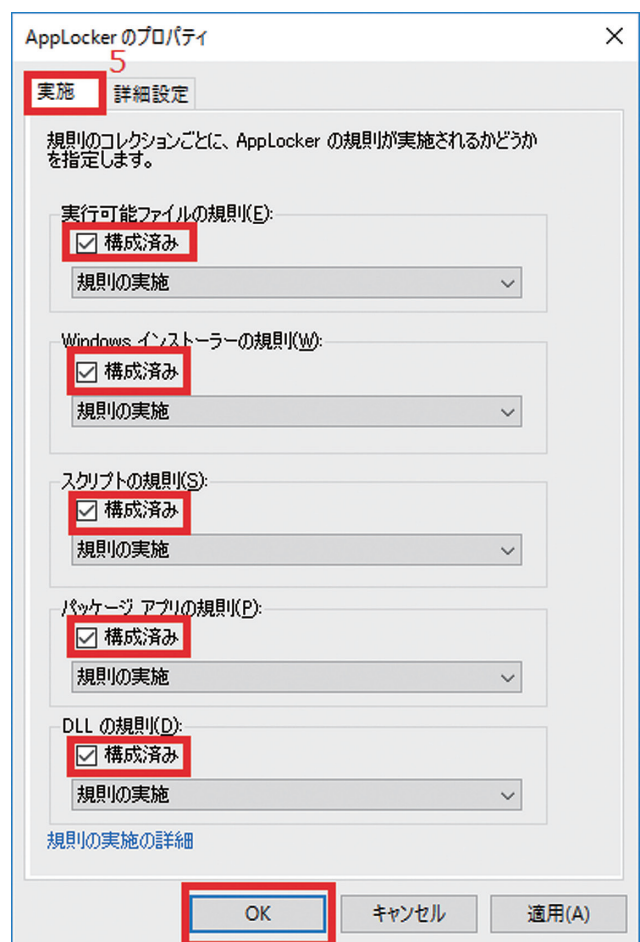 AppLocker のプロパティ
5
実施
詳細設定
規則のコレクションごとに、AppLocker の規則が実施されるかどうか
を指定します。
実行可能ファイルの規則(E):
構成済み
規則の実施
Windows インストーラーの規則(W):
構成済み
規則の実施
スクリプトの規則(S):
構成済み
規則の実施
パッケージ アプリの規則(P):
構成済み
規則の実施
DLL の規則(D):
構成済み
規則の実施
規則の実施の詳細
OK
キャンセル
適用(A)